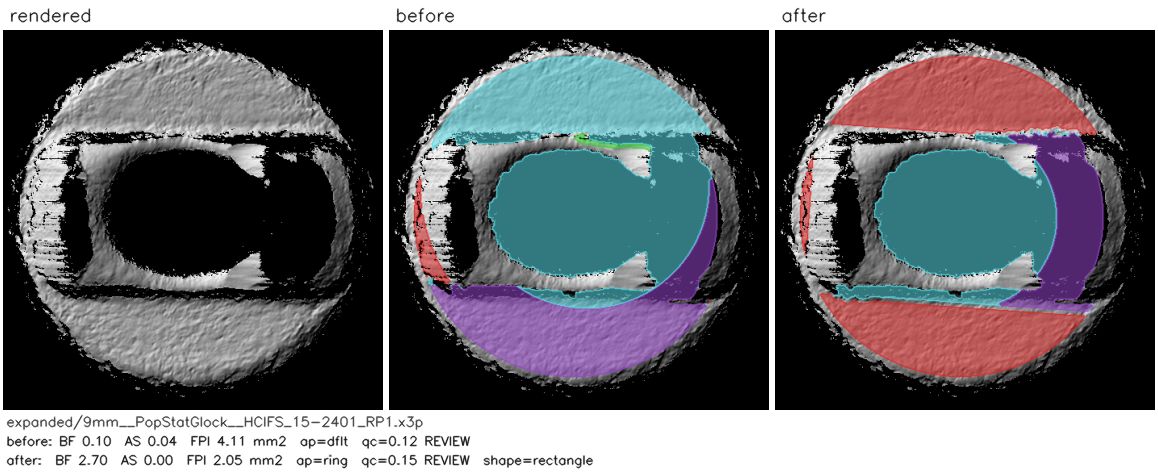 rendered
before
after
expanded/9mm__PopStatGlock__HCIFS_15-2401_RP1.x3p
before: BF 0.10 AS 0.04 FPI 4.11 mm2 ap=dflt qc=0.12 REVIEW
after: BF 2.70 AS 0.00 FPI 2.05 mm2 ap=ring qc=0.15 REVIEW shape=rectangle